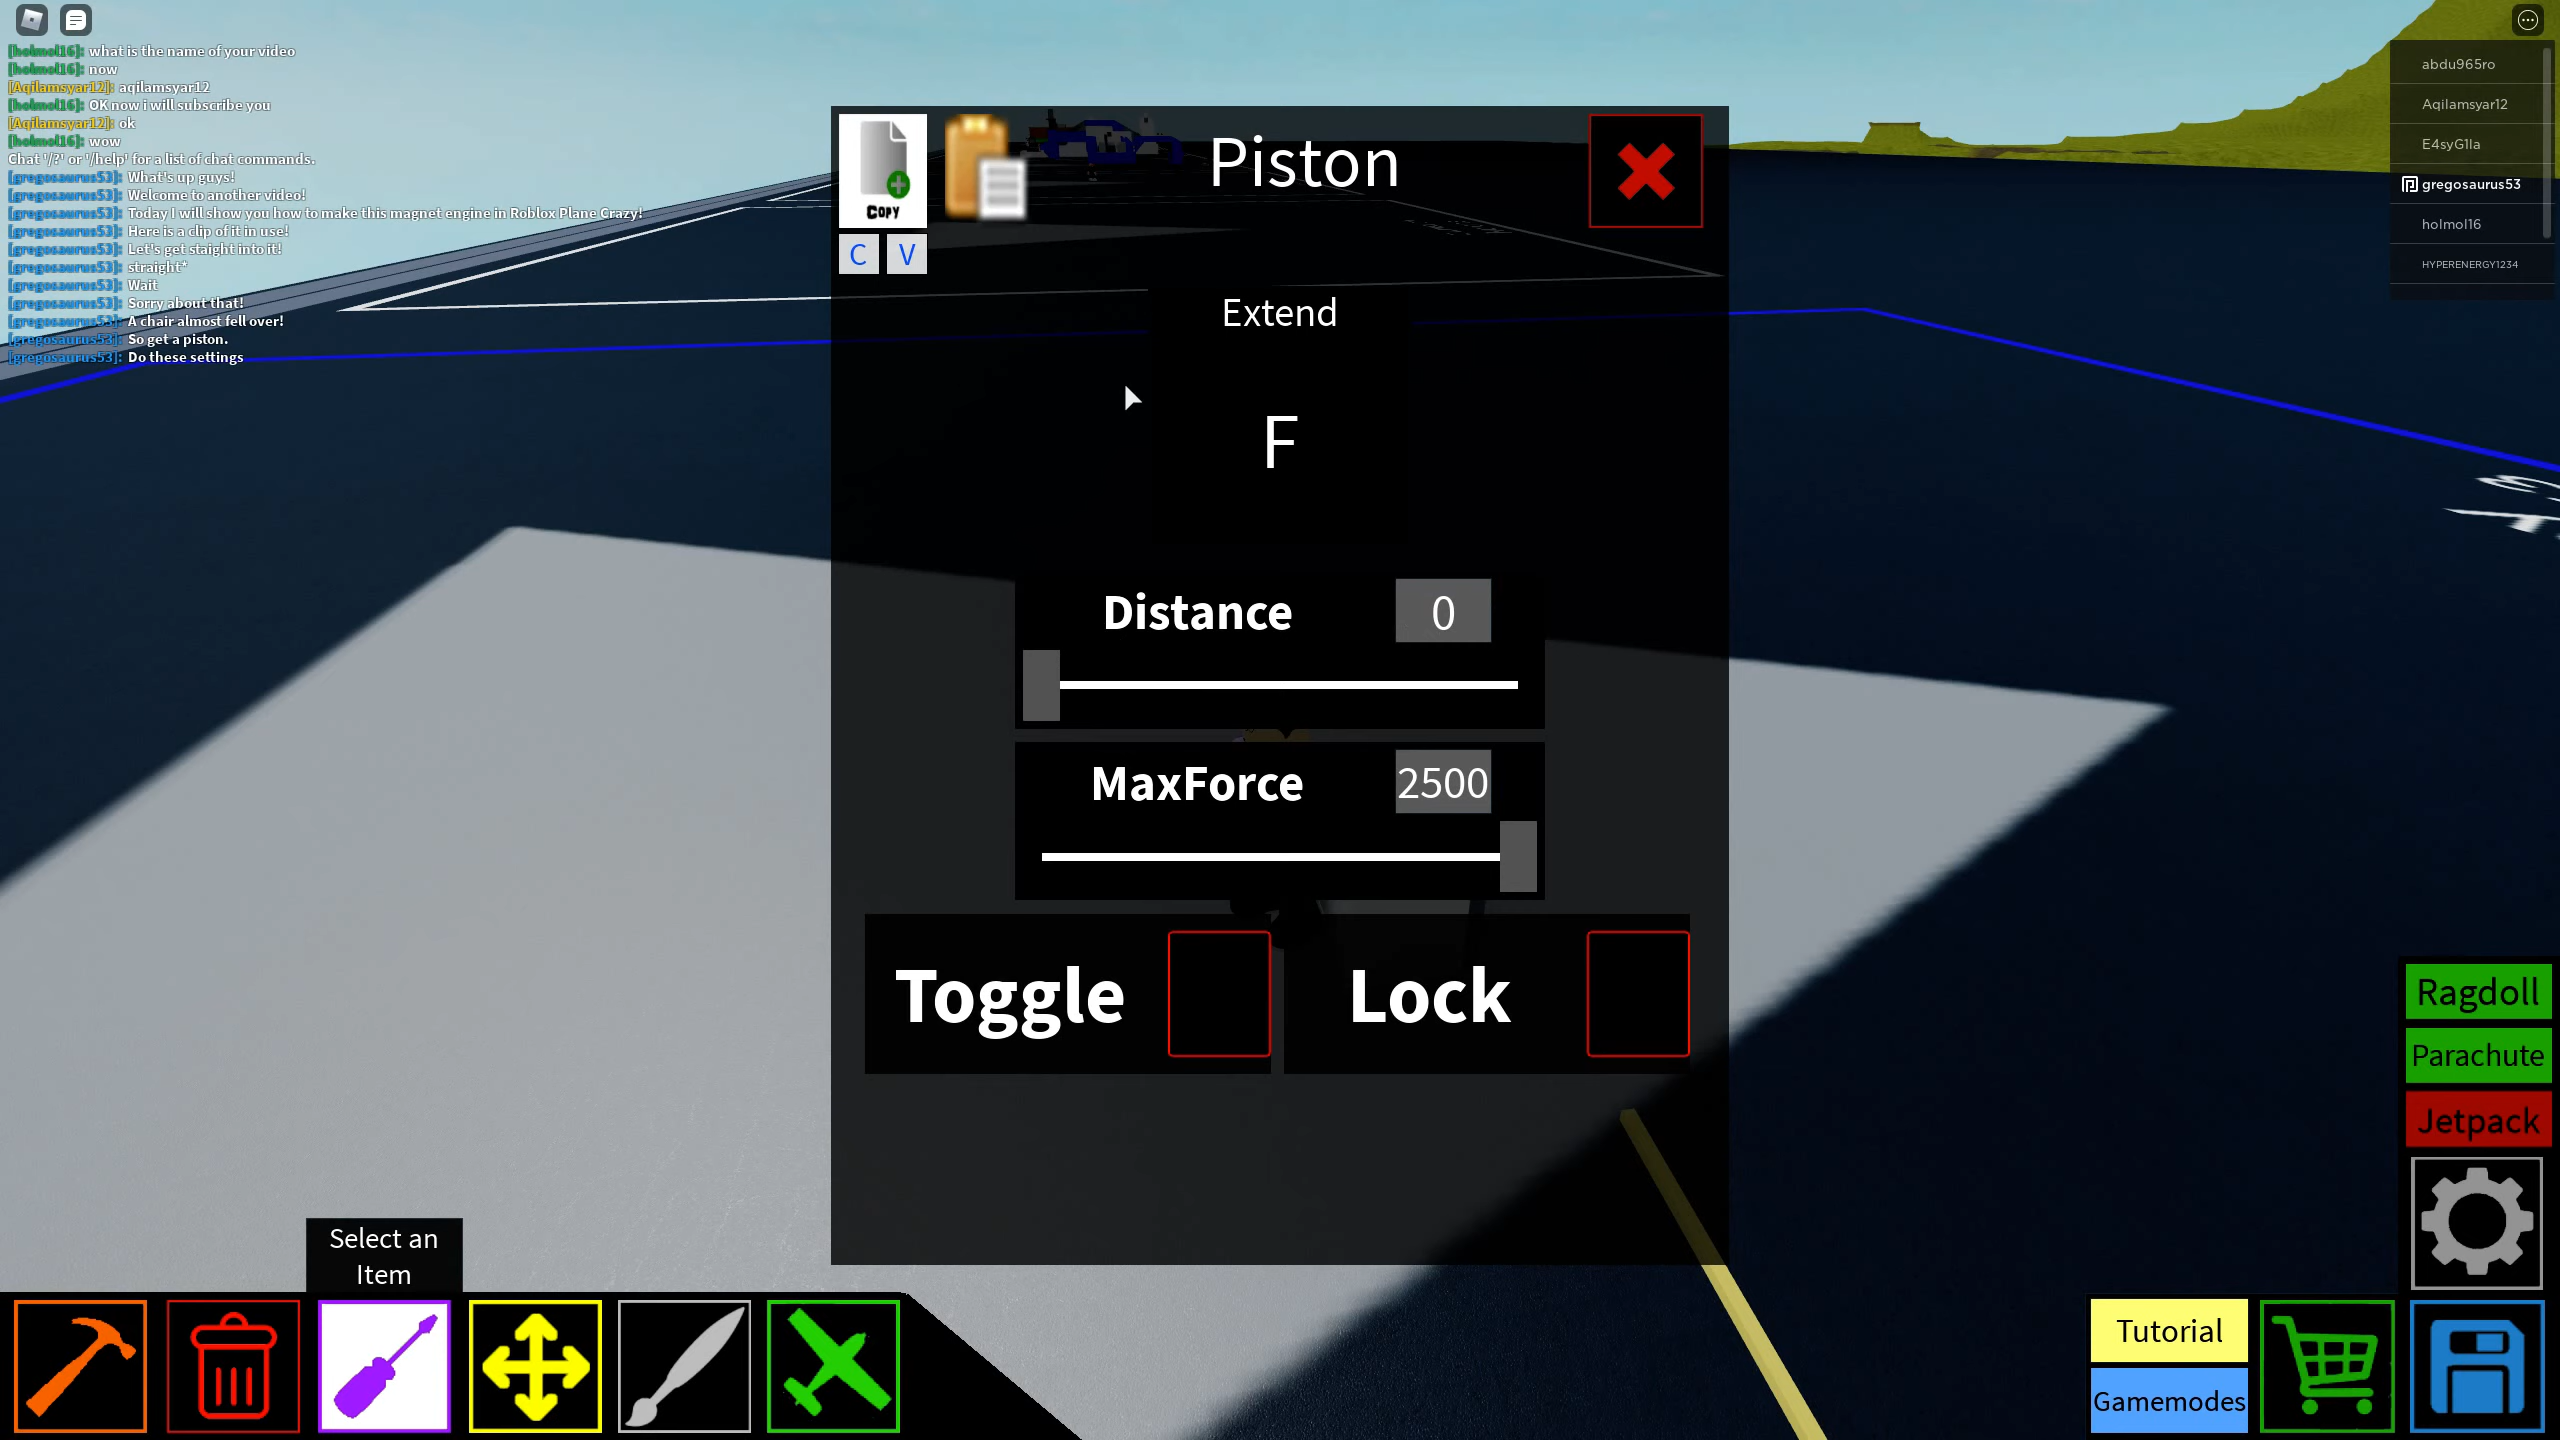 [holmol16]: what is the name of your video
[holmol16]: now
[Aqilamsyar12]: aqilamsyar12
[holmol16]: OK now i will subscribe you
[Aqilamsyar12]: ok
[holmol16]: wow
Chat '/?' or '/help' for a list of chat commands.
[gregosaurus53]: What's up guys!
[gregosaurus53]: Welcome to another video!
[gregosaurus53]: Today I will show you how to make this magnet engine in Roblox Plane Crazy!
[gregosaurus53]: Here is a clip of it in use!
[gregosaurus53]: Let's get staight into it!
[gregosaurus53]: straight*
[gregosaurus53]: Wait
[gregosaurus53]: Sorry about that!
[gregosaurus53]: A chair almost fell over!
[gregosaurus53]: So get a piston.
[gregosaurus53]: Do these settings
abdu965ro
Aqilamsyar12
E4syG1la
gregosaurus53
holmol16
HYPERENERGY1234
Piston
Copy
C V
Extend
F
Distance 0
MaxForce 2500
Toggle Lock
Select an
Item
Ragdoll
Parachute
Jetpack
Tutorial
Gamemodes